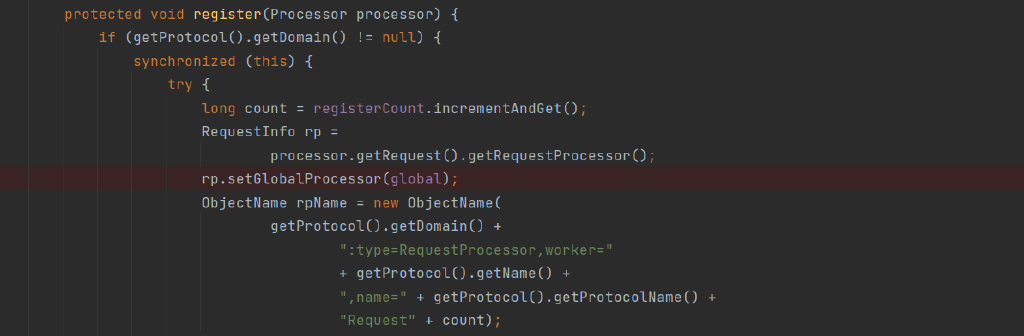 protected void register(Processor processor) {
if (getProtocol().getDomain() != null) {
synchronized (this) {
try {
long count = registerCount.incrementAndGet();
RequestInfo rp =
processor.getRequest().getRequestProcessor();
rp.setGlobalProcessor(global);
ObjectName rpName = new ObjectName(
getProtocol().getDomain() +
":type=RequestProcessor,worker="
+ getProtocol().getName() +
",name=" + getProtocol().getProtocolName() +
"Request" + count);